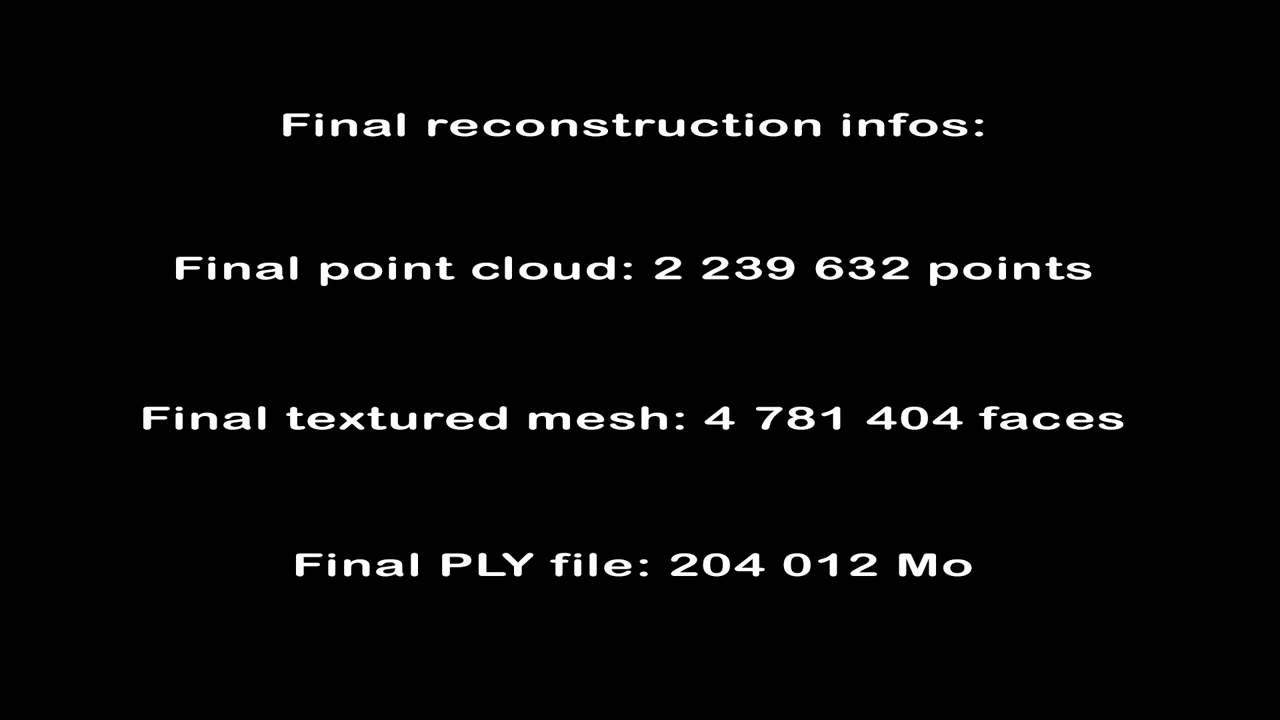 Final reconstruction infos:
Final point cloud: 2 239 632 points
Final textured mesh: 4 781 404 faces
Final PLY file: 204 012 Mo